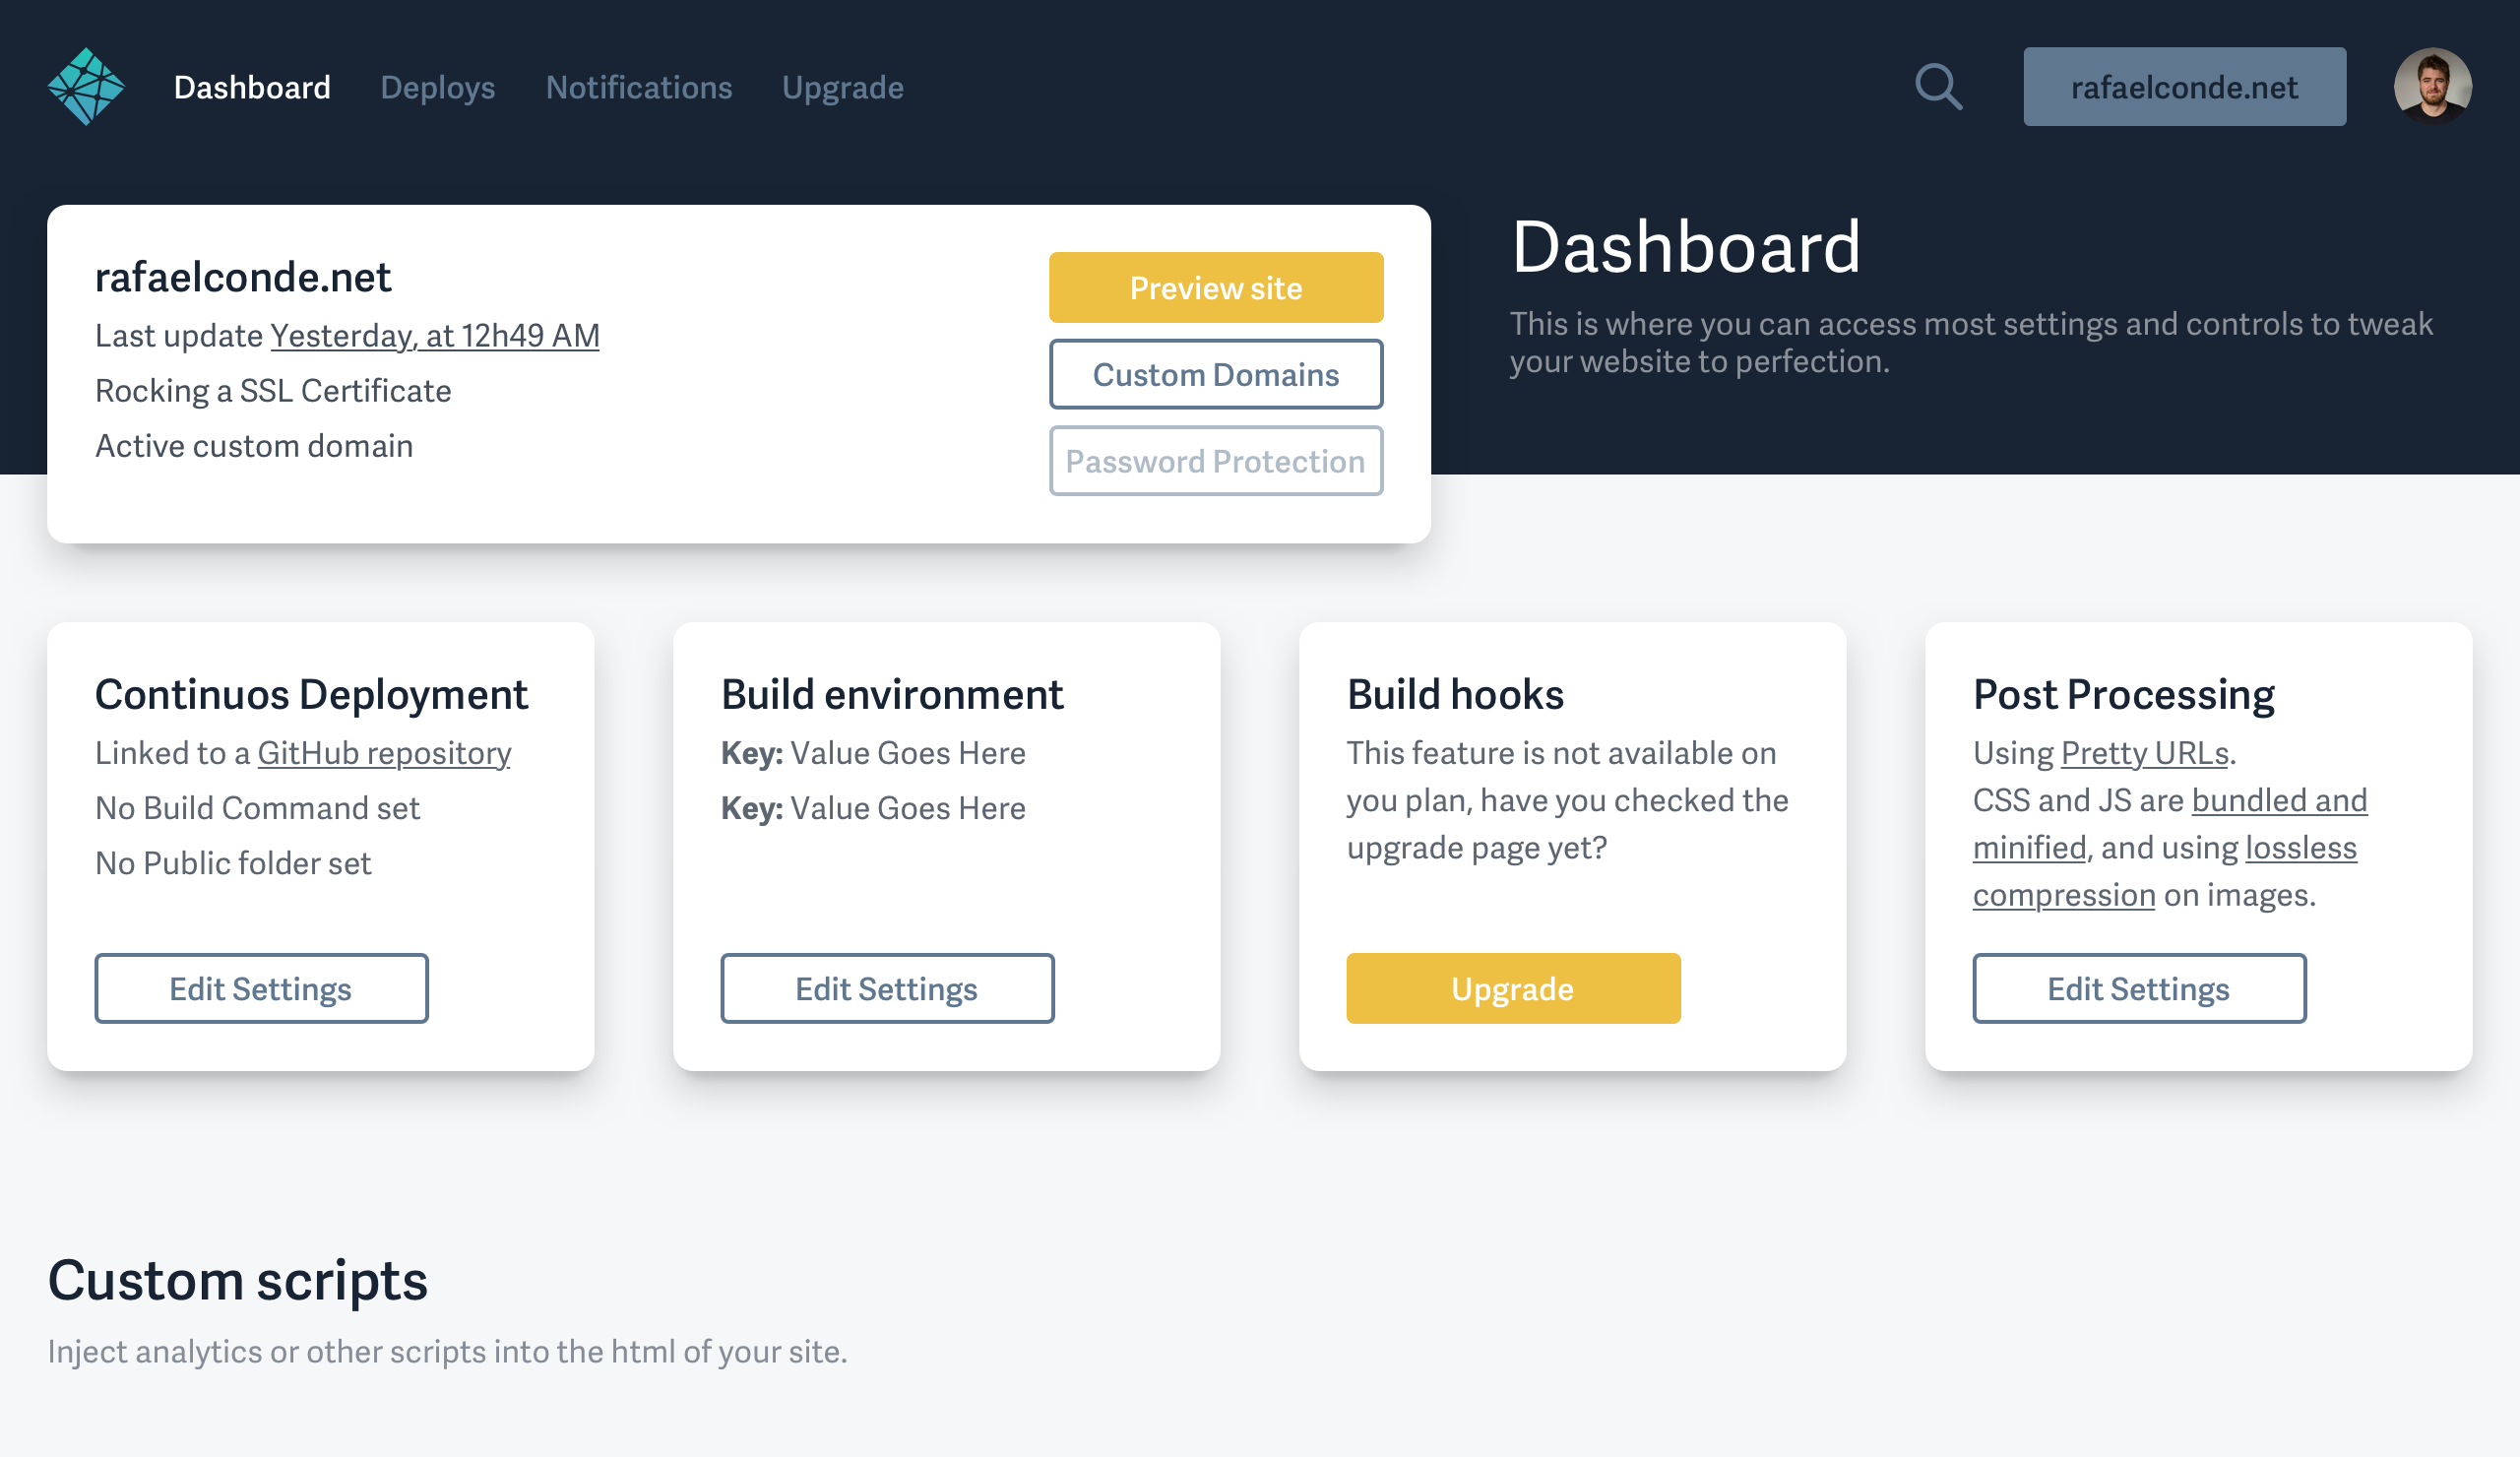 Dashboard
Deploys
Notifications
Upgrade
rafaelconde.net
rafaelconde.net
Last update Yesterday, at 12h49 AM
Rocking a SSL Certificate
Active custom domain
Preview site
Custom Domains
Password Protection
Dashboard
This is where you can access most settings and controls to tweak
your website to perfection.
Continuos Deployment
Linked to a GitHub repository
No Build Command set
No Public folder set
Edit Settings
Build environment
Key: Value Goes Here
Key: Value Goes Here
Edit Settings
Build hooks
This feature is not available on
you plan, have you checked the
upgrade page yet?
Upgrade
Post Processing
Using Pretty URLs.
CSS and JS are bundled and
minified, and using lossless
compression on images.
Edit Settings
Custom scripts
Inject analytics or other scripts into the html of your site.